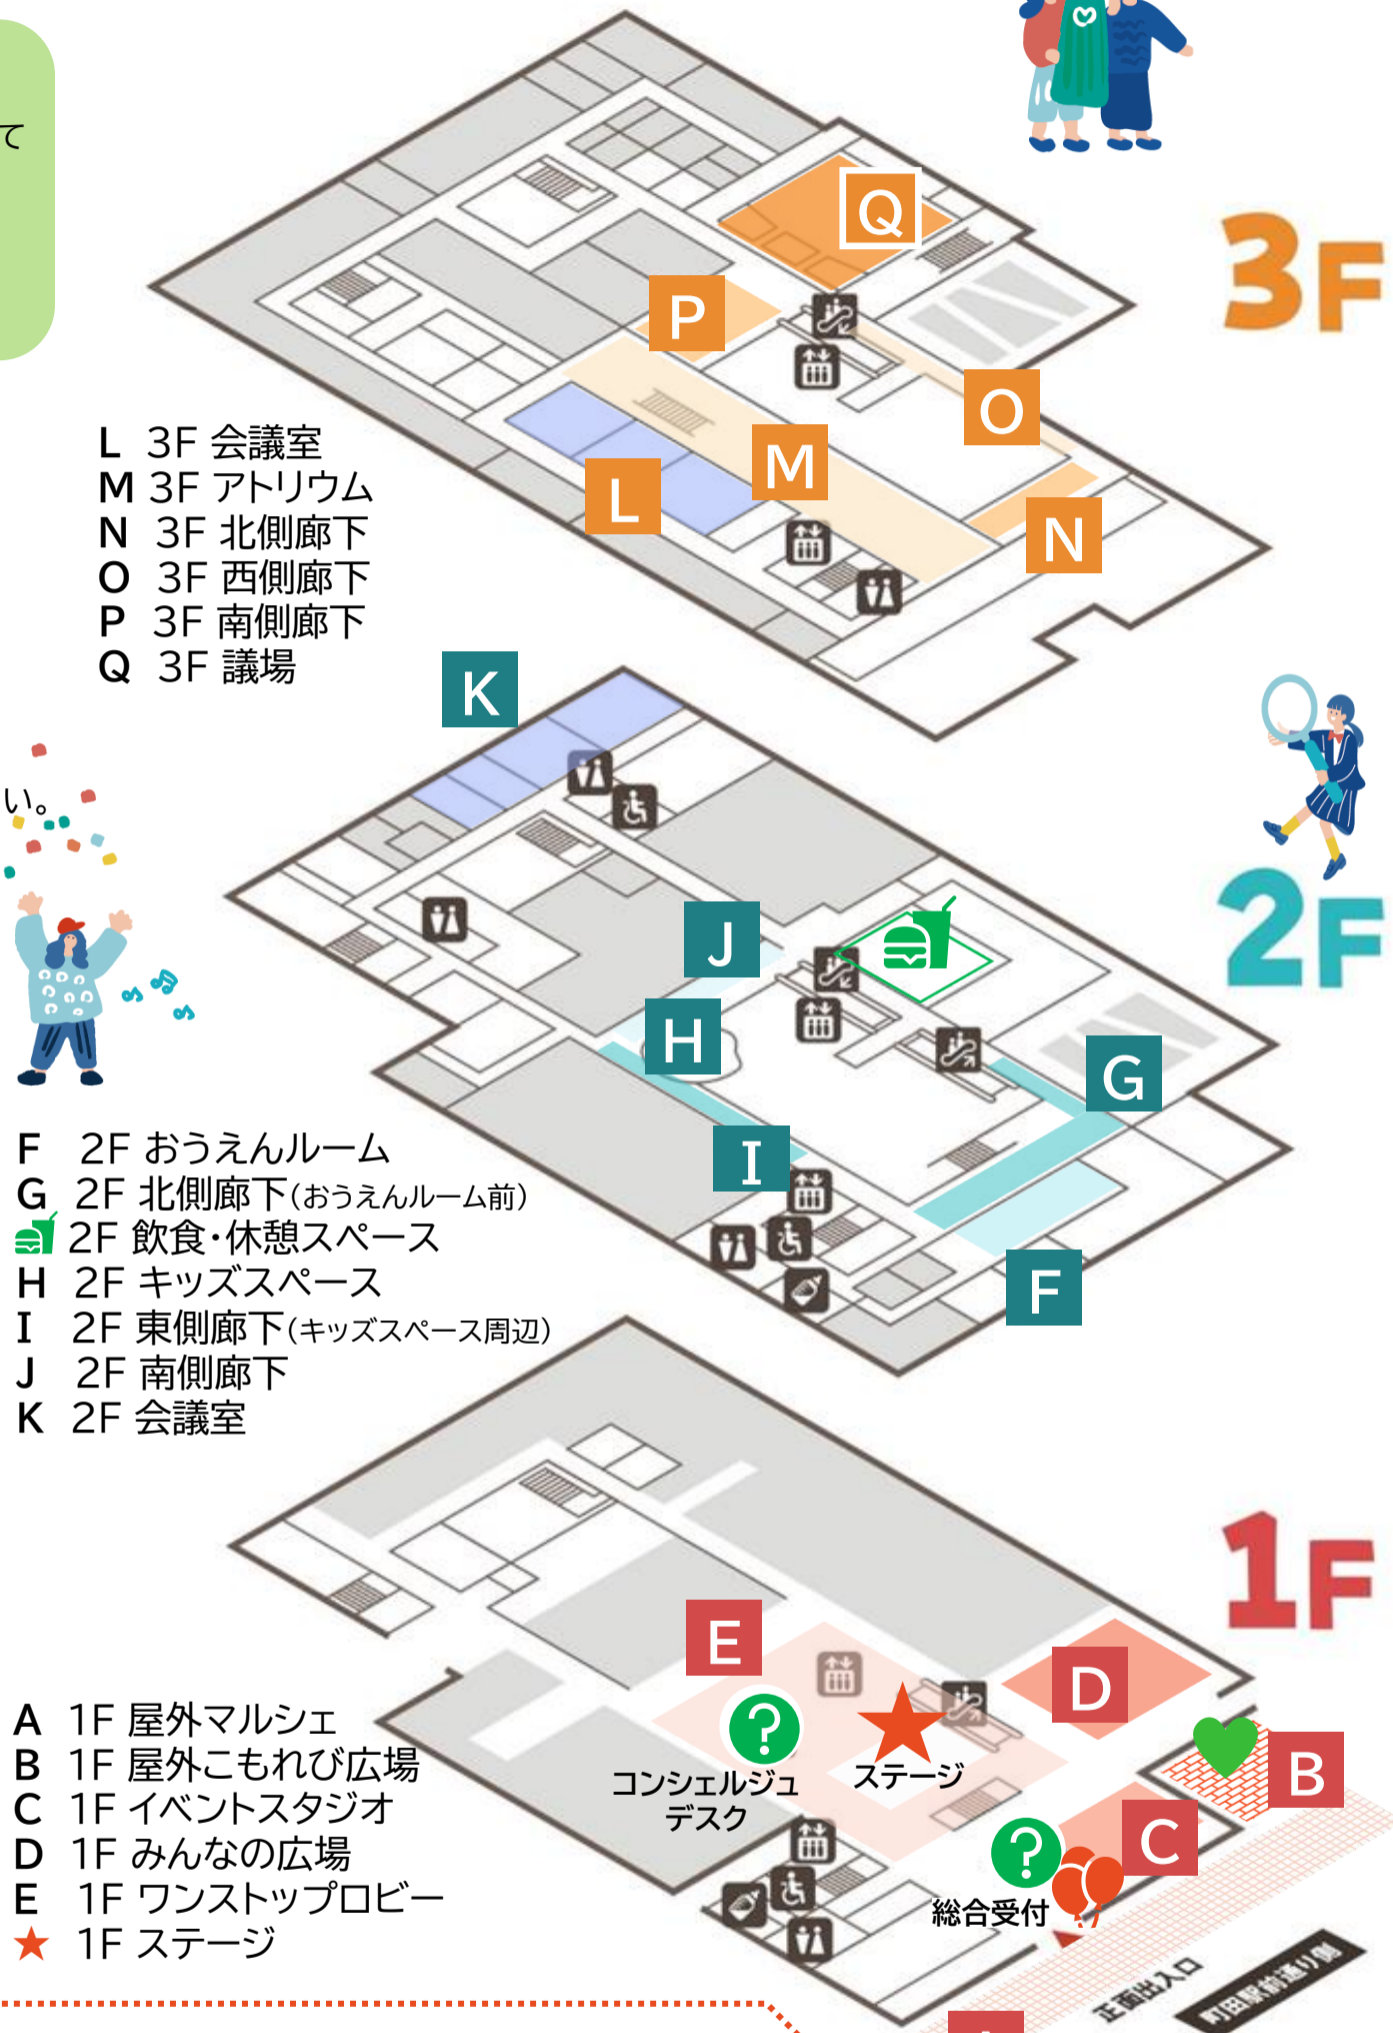 て
Q
3F
P
O
M
L
N
L 3F 会議室
M 3F アトリウム
N 3F 北側廊下
O 3F 西側廊下
P 3F 南側廊下
Q 3F 議場
K
い。
2F
J
H
G
I
F
F 2F おうえんルーム
G 2F 北側廊下(おうえんルーム前)
2F 飲食・休憩スペース
H 2F キッズスペース
I 2F 東側廊下(キッズスペース周辺)
J 2F 南側廊下
K 2F 会議室
1F
E
D
B
C
?
コンシェルジュ
デスク
ステージ
?
総合受付
正面出入口
町田駅前通り側
A 1F 屋外マルシェ
B 1F 屋外こもれび広場
C 1F イベントスタジオ
D 1F みんなの広場
E 1F ワンストップロビー
★ 1F ステージ